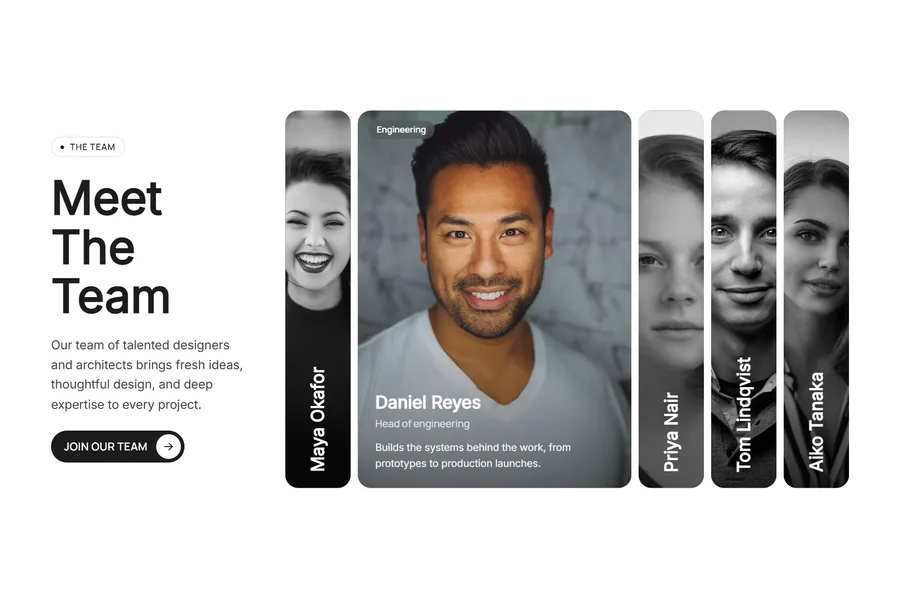 THE TEAM
Meet
The
Team
Our team of talented designers
and architects brings fresh ideas,
thoughtful design, and deep
expertise to every project.
JOIN OUR TEAM
Maya Okafor
Engineering
Daniel Reyes
Head of engineering
Builds the systems behind the work, from
prototypes to production launches.
Priya Nair
Tom Lindqvist
Aiko Tanaka